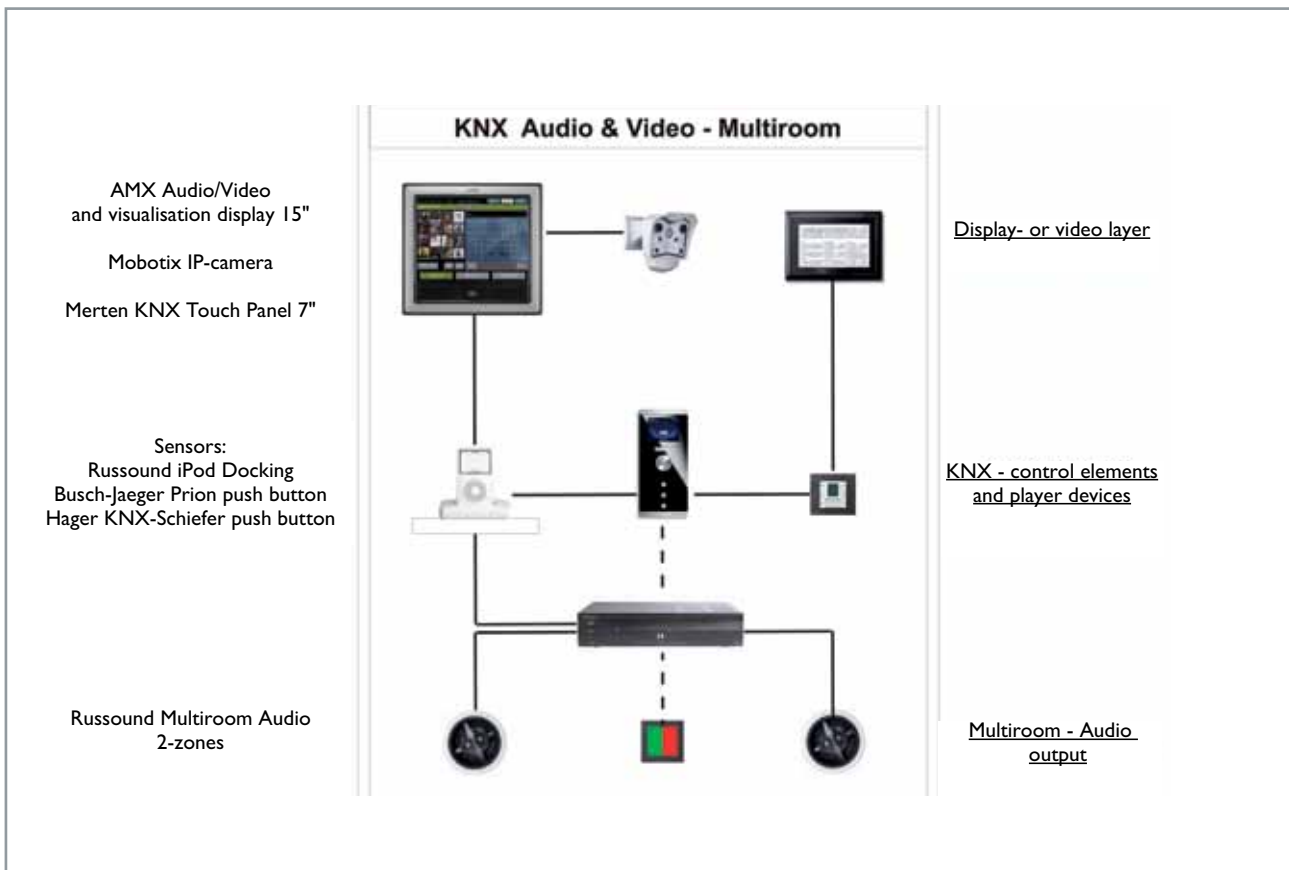 KNX Audio & Video - Multiroom
AMX Audio/Video
and visualisation display 15"
Mobotix IP-camera
Merten KNX Touch Panel 7"
Display- or video layer
Sensors:
Russound iPod Docking
Busch-Jaeger Prion push button
Hager KNX-Schiefer push button
KNX - control elements
and player devices
Russound Multiroom Audio
2-zones
Multiroom - Audio
output